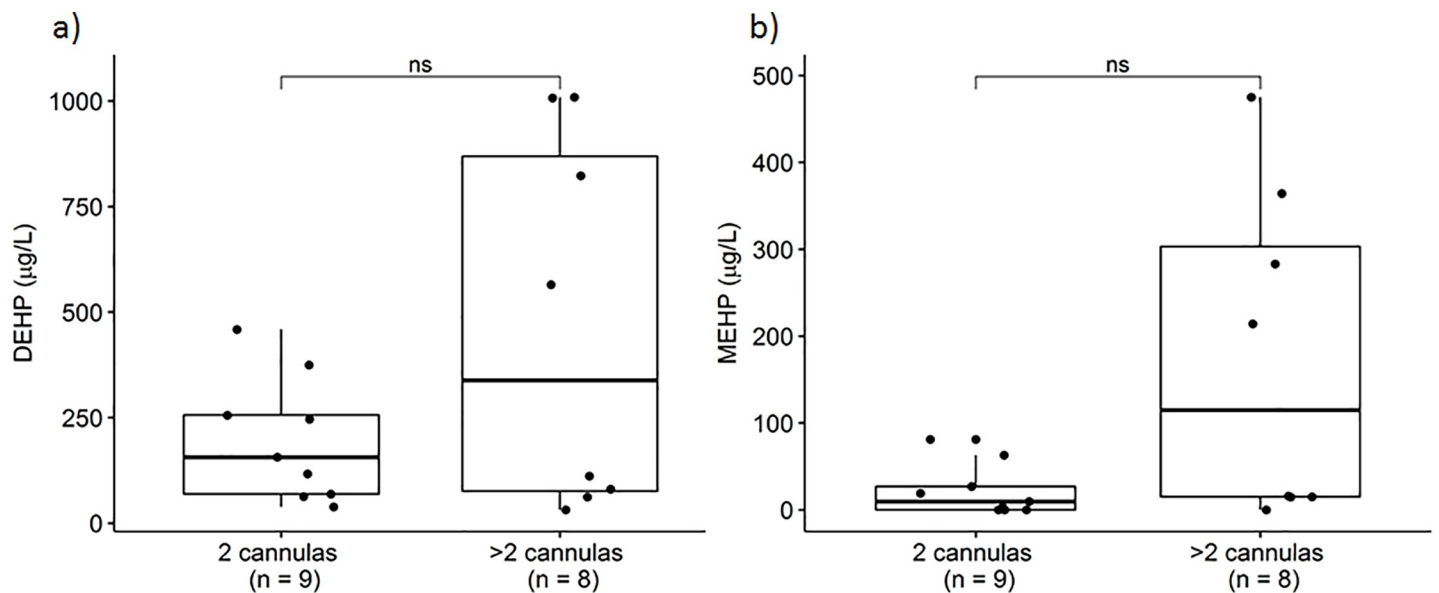 a)
ns
1000
750
500
250
0
DEHP (µg/L)
2 cannulas
(n = 9)
>2 cannulas
(n = 8)
b)
ns
500
400
300
200
100
0
MEHP (µg/L)
2 cannulas
(n = 9)
>2 cannulas
(n = 8)